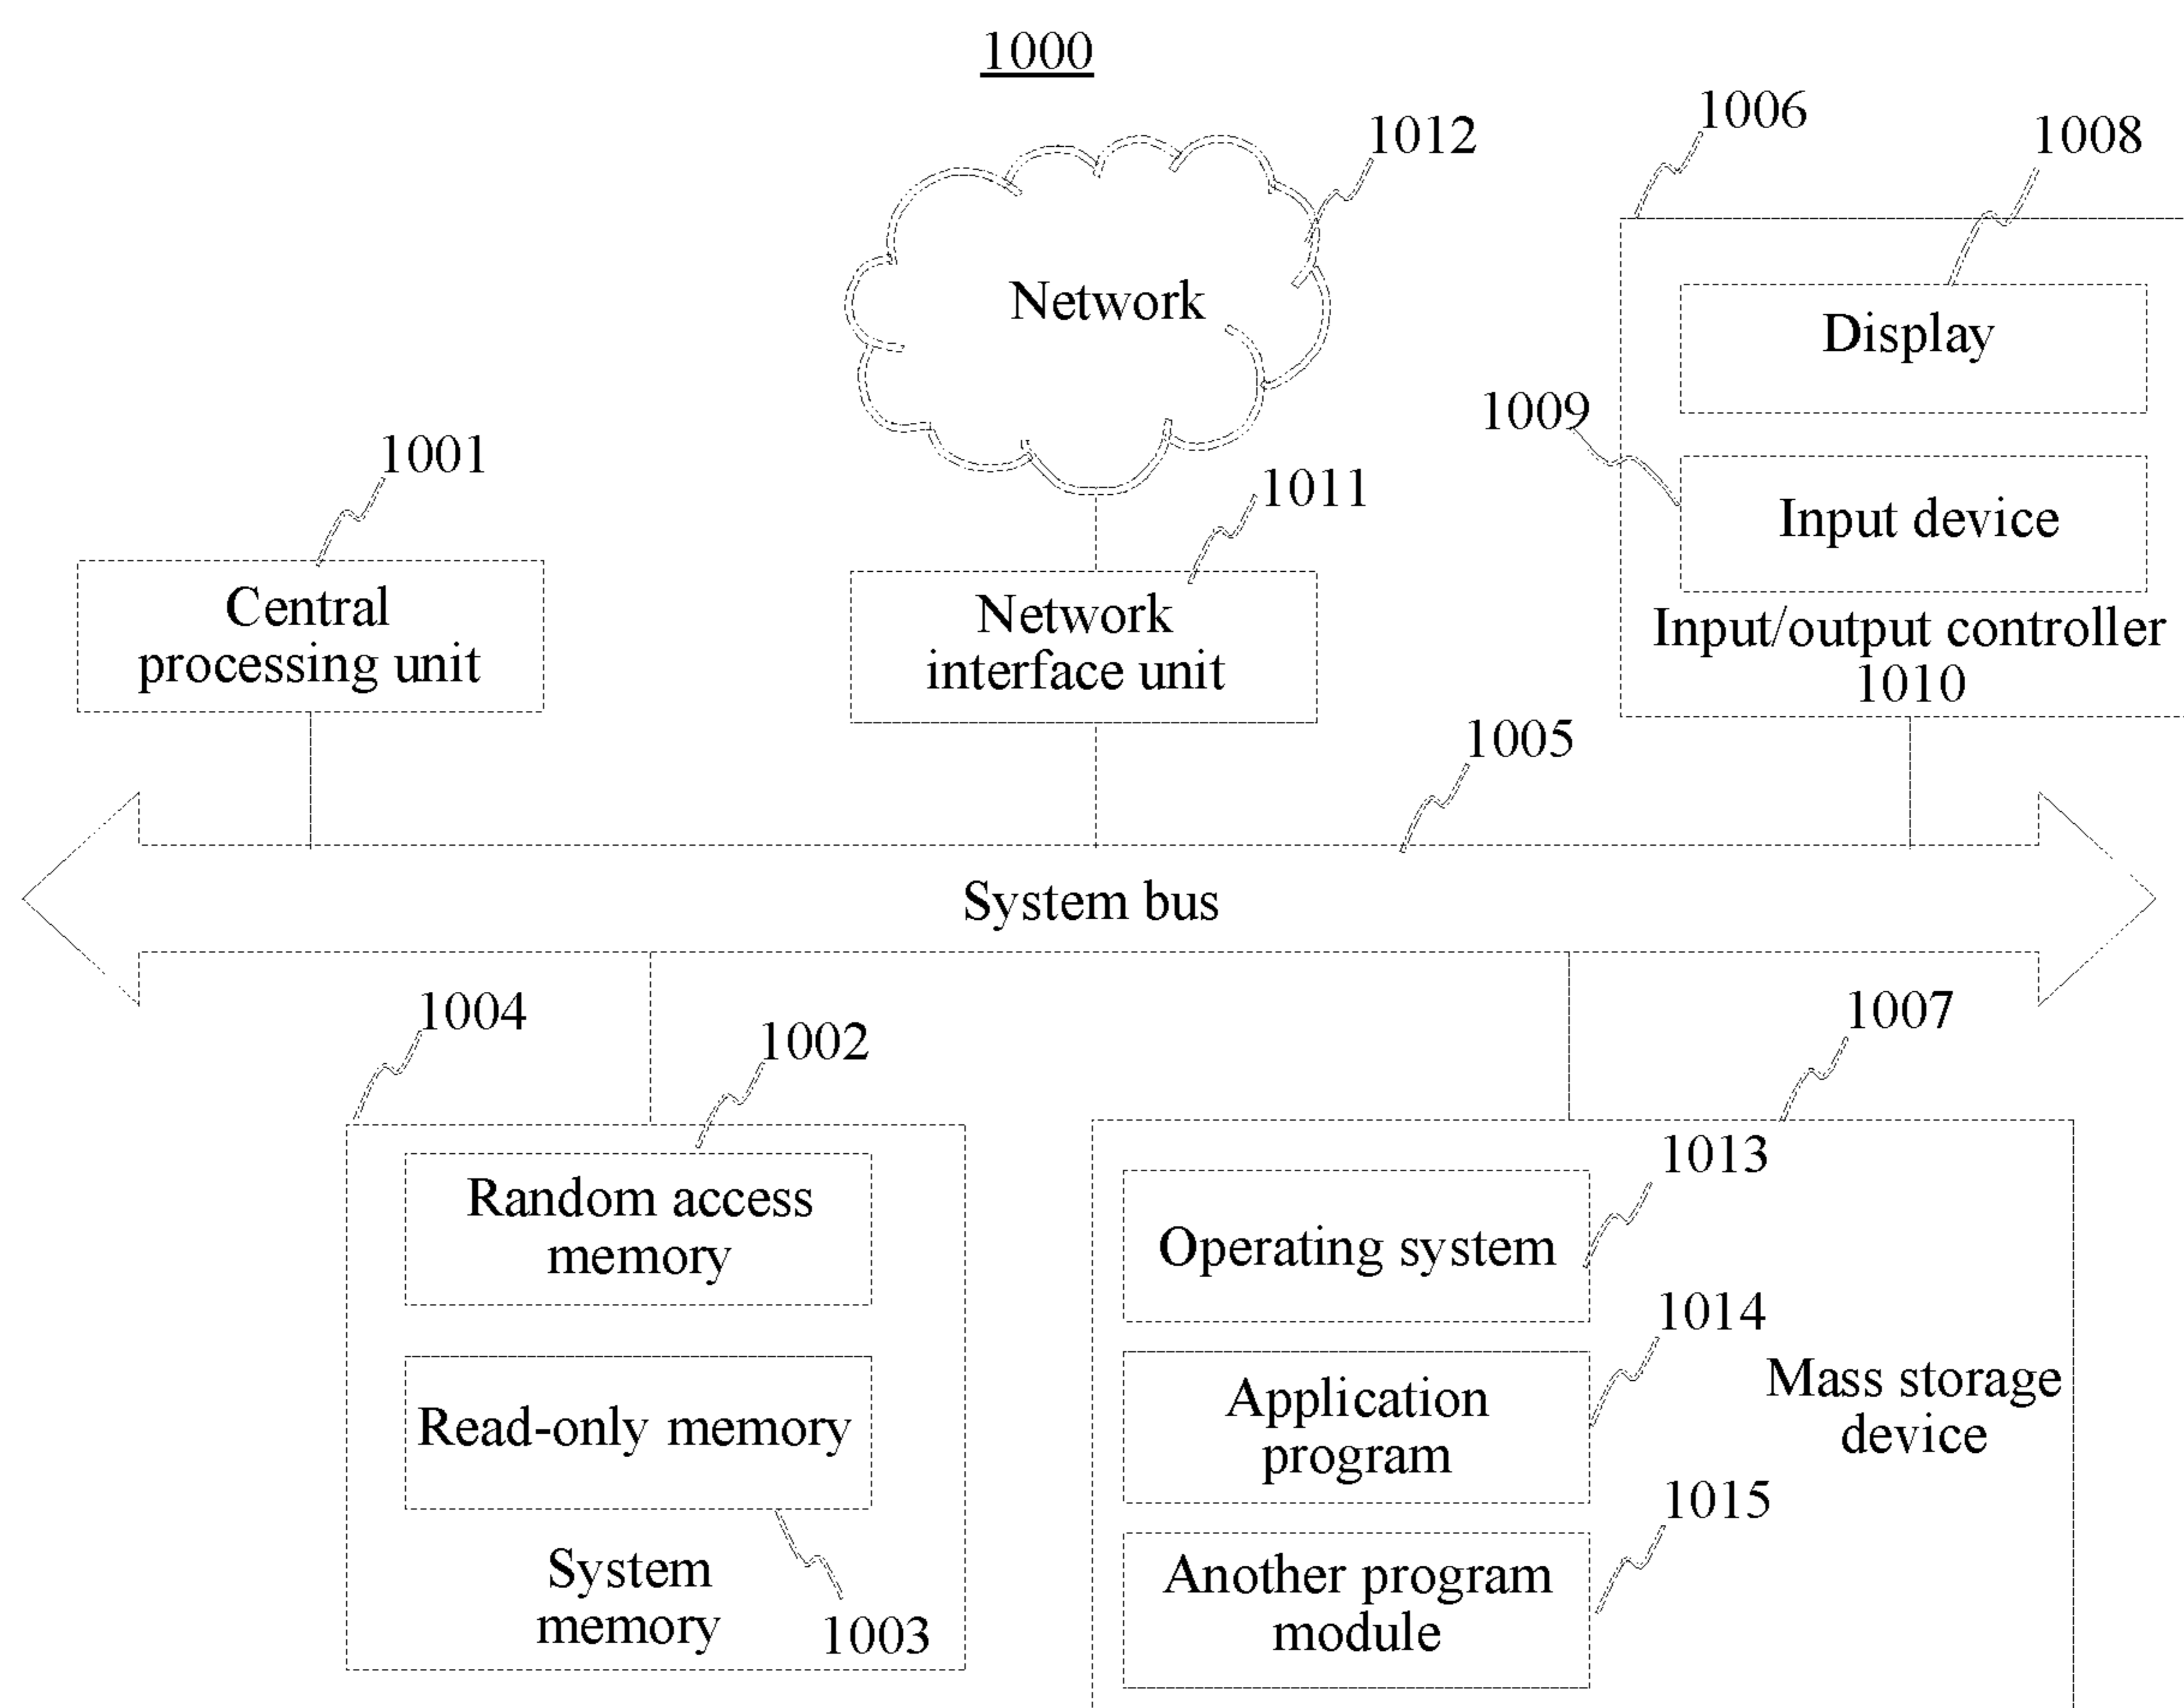 1000
1012
1006
1008
Network
Display
1009
Input device
1001
1011
Central
processing unit
Network
interface unit
Input/output controller
1010
1005
System bus
1004
1002
1007
Random access
memory
1013
Operating system
1014
Read-only memory
Application
program
Mass storage
device
1015
System
memory
1003
Another program
module